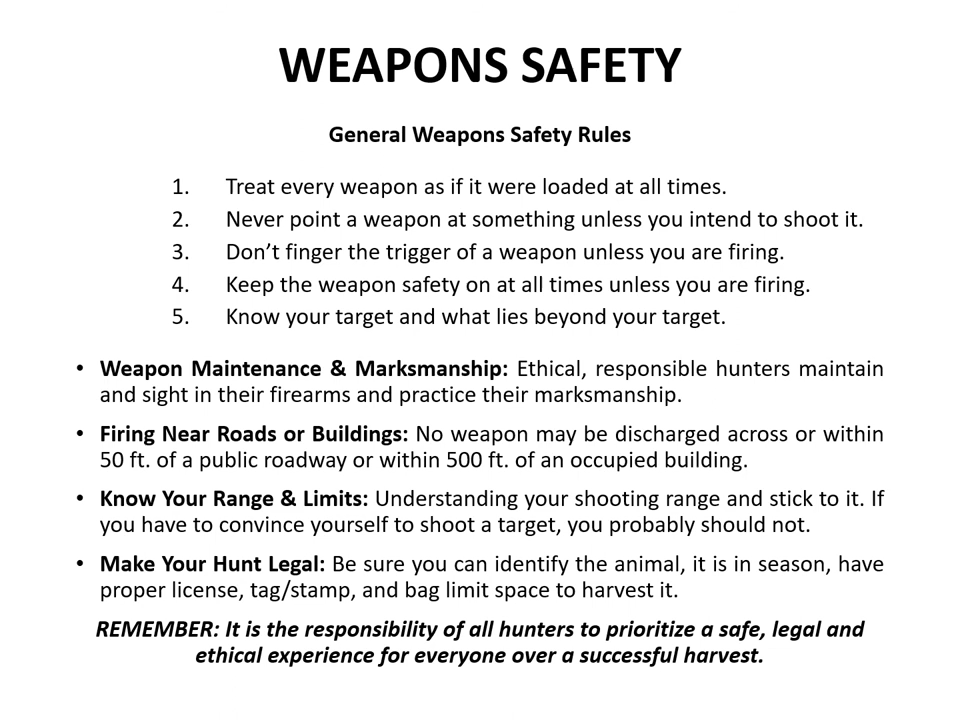 WEAPONS SAFETY
General Weapons Safety Rules
1. Treat every weapon as if it were loaded at all times.
2. Never point a weapon at something unless you intend to shoot it.
3. Don’t finger the trigger of a weapon unless you are firing.
4. Keep the weapon safety on at all times unless you are firing.
5. Know your target and what lies beyond your target.
• Weapon Maintenance & Marksmanship: Ethical, responsible hunters maintain
and sight in their firearms and practice their marksmanship.
• Firing Near Roads or Buildings: No weapon may be discharged across or within
50 ft. of a public roadway or within 500 ft. of an occupied building.
• Know Your Range & Limits: Understanding your shooting range and stick to it. If
you have to convince yourself to shoot a target, you probably should not.
• Make Your Hunt Legal: Be sure you can identify the animal, it is in season, have
proper license, tag/stamp, and bag limit space to harvest it.
REMEMBER: It is the responsibility of all hunters to prioritize a safe, legal and
ethical experience for everyone over a successful harvest.